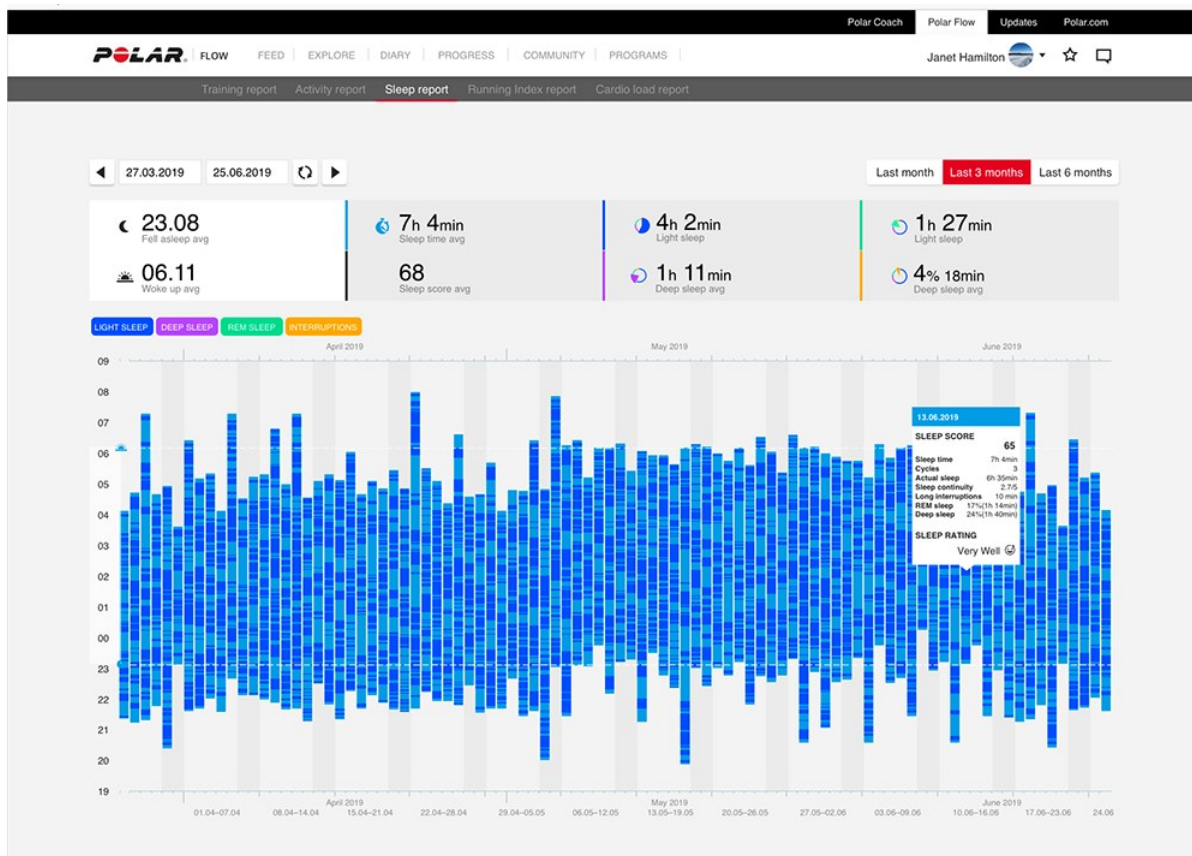 Polar Coach Polar Flow Updates Polar.com
POLAR. FLOW FEED EXPLORE DIARY PROGRESS COMMUNITY PROGRAMS Janet Hamilton
Training report Activity report Sleep report Running Index report Cardio load report
27.03.2019 25.06.2019 Last month Last 3 months Last 6 months
23.08 7h 4min 4h 2min 1h 27min
Fell asleep avg Sleep time avg Light sleep Light sleep
06.11 68 1h 11min 4% 18min
Woke up avg Sleep score avg Deep sleep avg Deep sleep avg
LIGHT SLEEP DEEP SLEEP REM SLEEP INTERRUPTIONS
April 2019 May 2019 June 2019
09
08
07
06
05
04
03
02
01
00
23
22
21
20
19
13.06.2019
SLEEP SCORE
65
Sleep time 7h 4min
Cycles 3
Actual sleep 6h 35min
Sleep continuity 2.7/5
Long interruptions 10 min
REM sleep 17%(1h 14min)
Deep sleep 24%(1h 40min)
SLEEP RATING
Very Well
April 2019 May 2019 June 2019
01.04–07.04 08.04–14.04 15.04–21.04 22.04–28.04 29.04–05.05 06.05–12.05 13.05–19.05 20.05–26.05 27.05–02.06 03.06–09.06 10.06–16.06 17.06–23.06 24.06